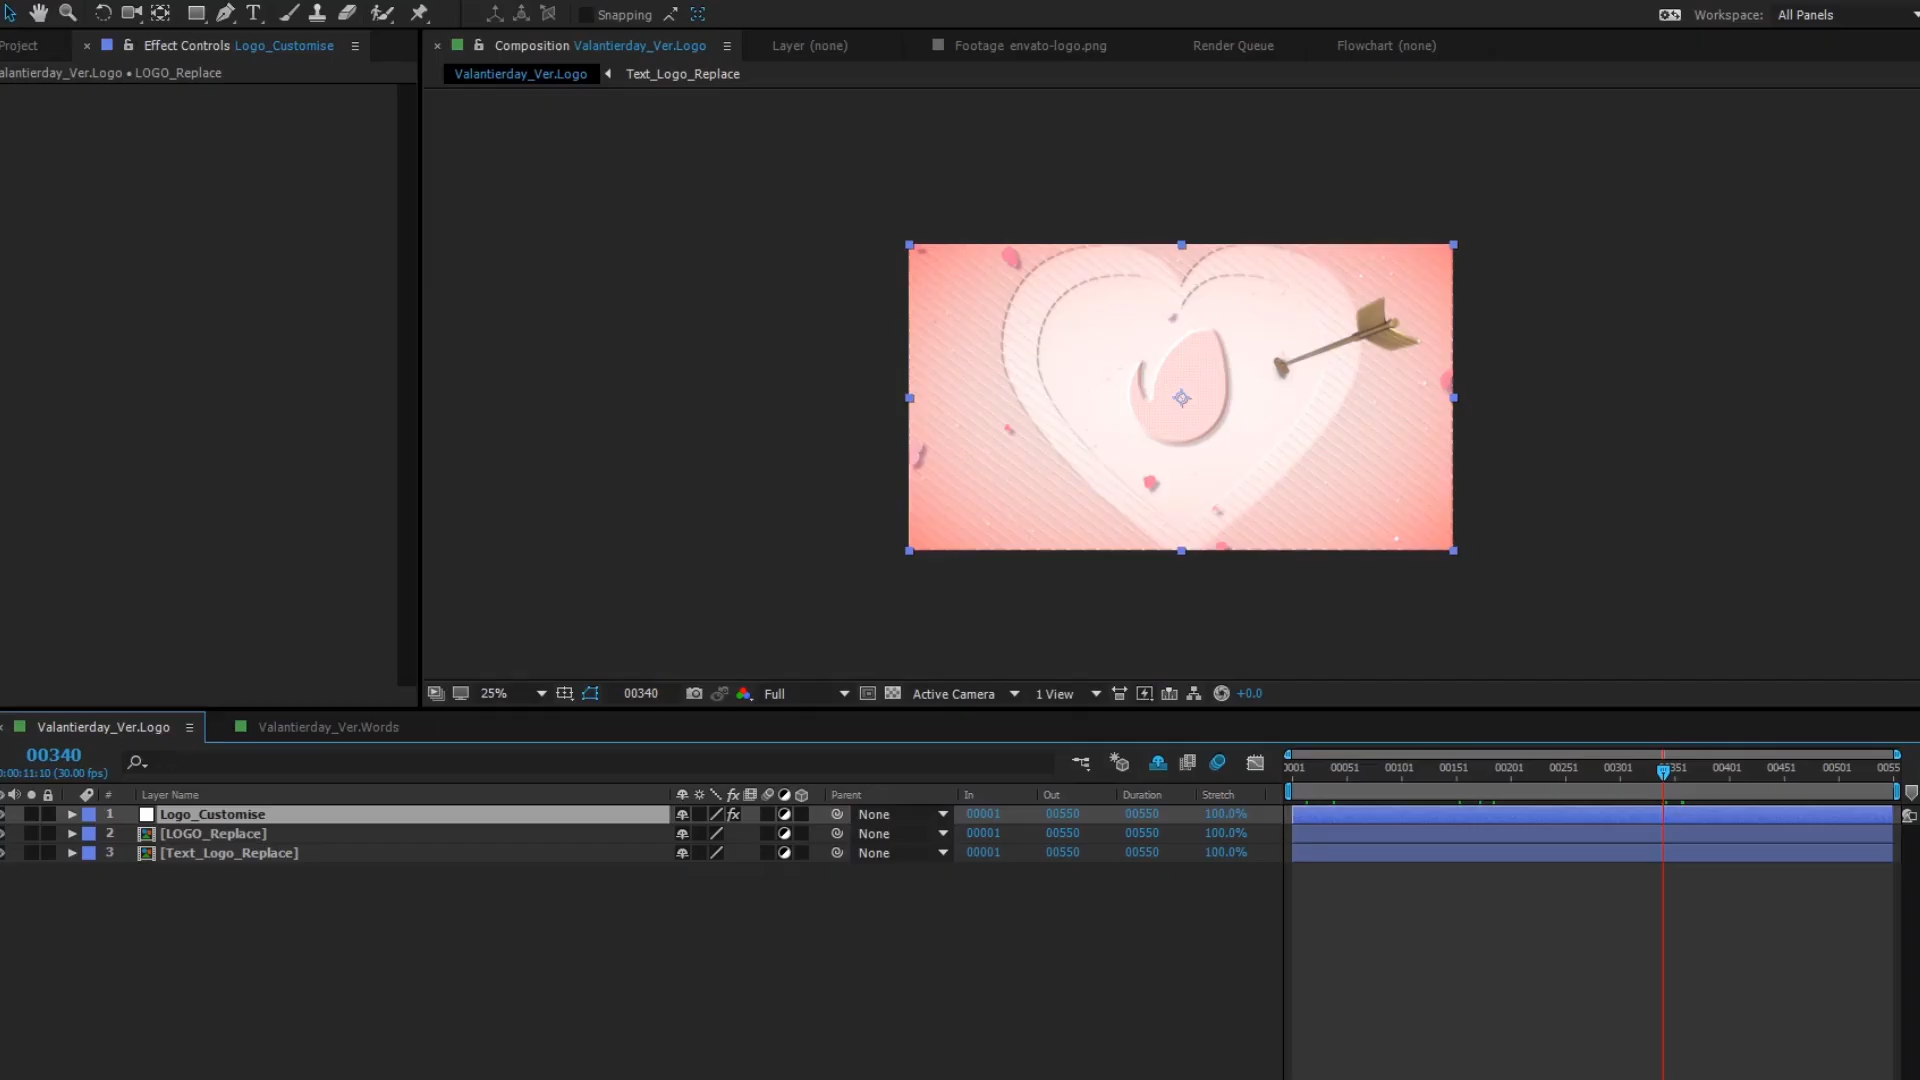 Snapping
Workspace: All Panels
Project
Effect Controls Logo_Customise
Composition Valantierday_Ver.Logo
Layer (none)
Footage envato-logo.png
Render Queue
Flowchart (none)
alantierday_Ver.Logo • LOGO_Replace
Valantierday_Ver.Logo
Text_Logo_Replace
25%
00340
Full
Active Camera
1 View
+0.0
Valantierday_Ver.Logo
Valantierday_Ver.Words
00340
0:00:11:10 (30.00 fps)
0001 00051 00101 00151 00201 00251 00301 351 00401 00451 00501 0055
# Layer Name Parent In Out Duration Stretch
1 Logo_Customise fx None 00001 00550 00550 100.0%
2 [LOGO_Replace] None 00001 00550 00550 100.0%
3 [Text_Logo_Replace] None 00001 00550 00550 100.0%